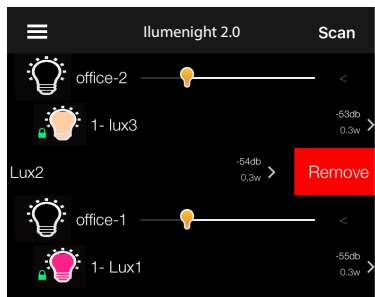 Ilumenight 2.0 Scan
office-2 <
1- lux3 -53db
0.3w >
Lux2 -54db
0.3w > Remove
office-1 <
1- Lux1 -55db
0.3w >